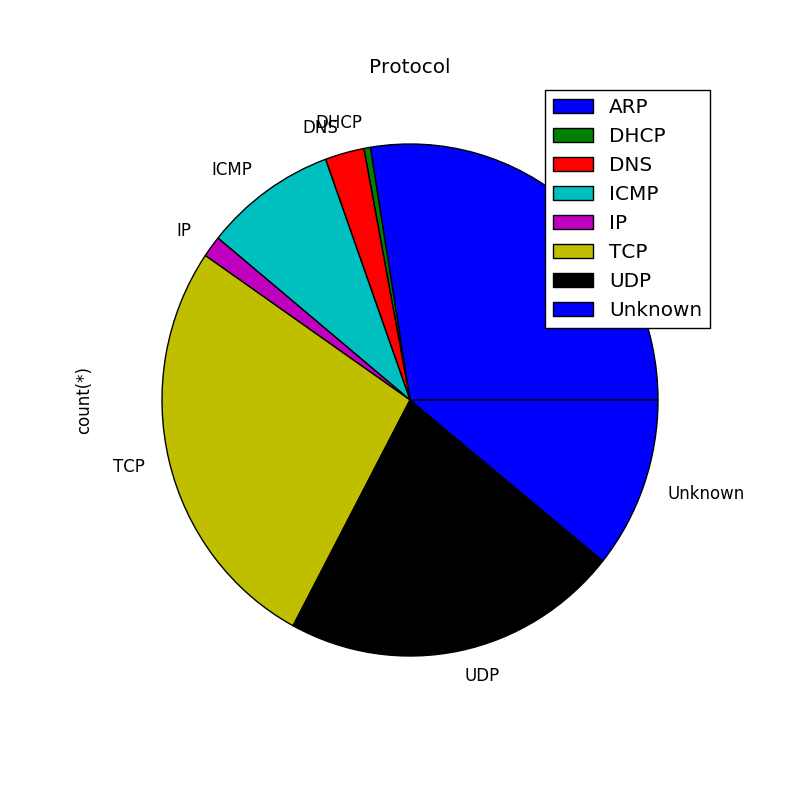 Protocol
ARP
DHCP
DNS
ICMP
IP
TCP
UDP
Unknown
DHCP
DNS
ICMP
IP
count(*)
TCP
Unknown
UDP